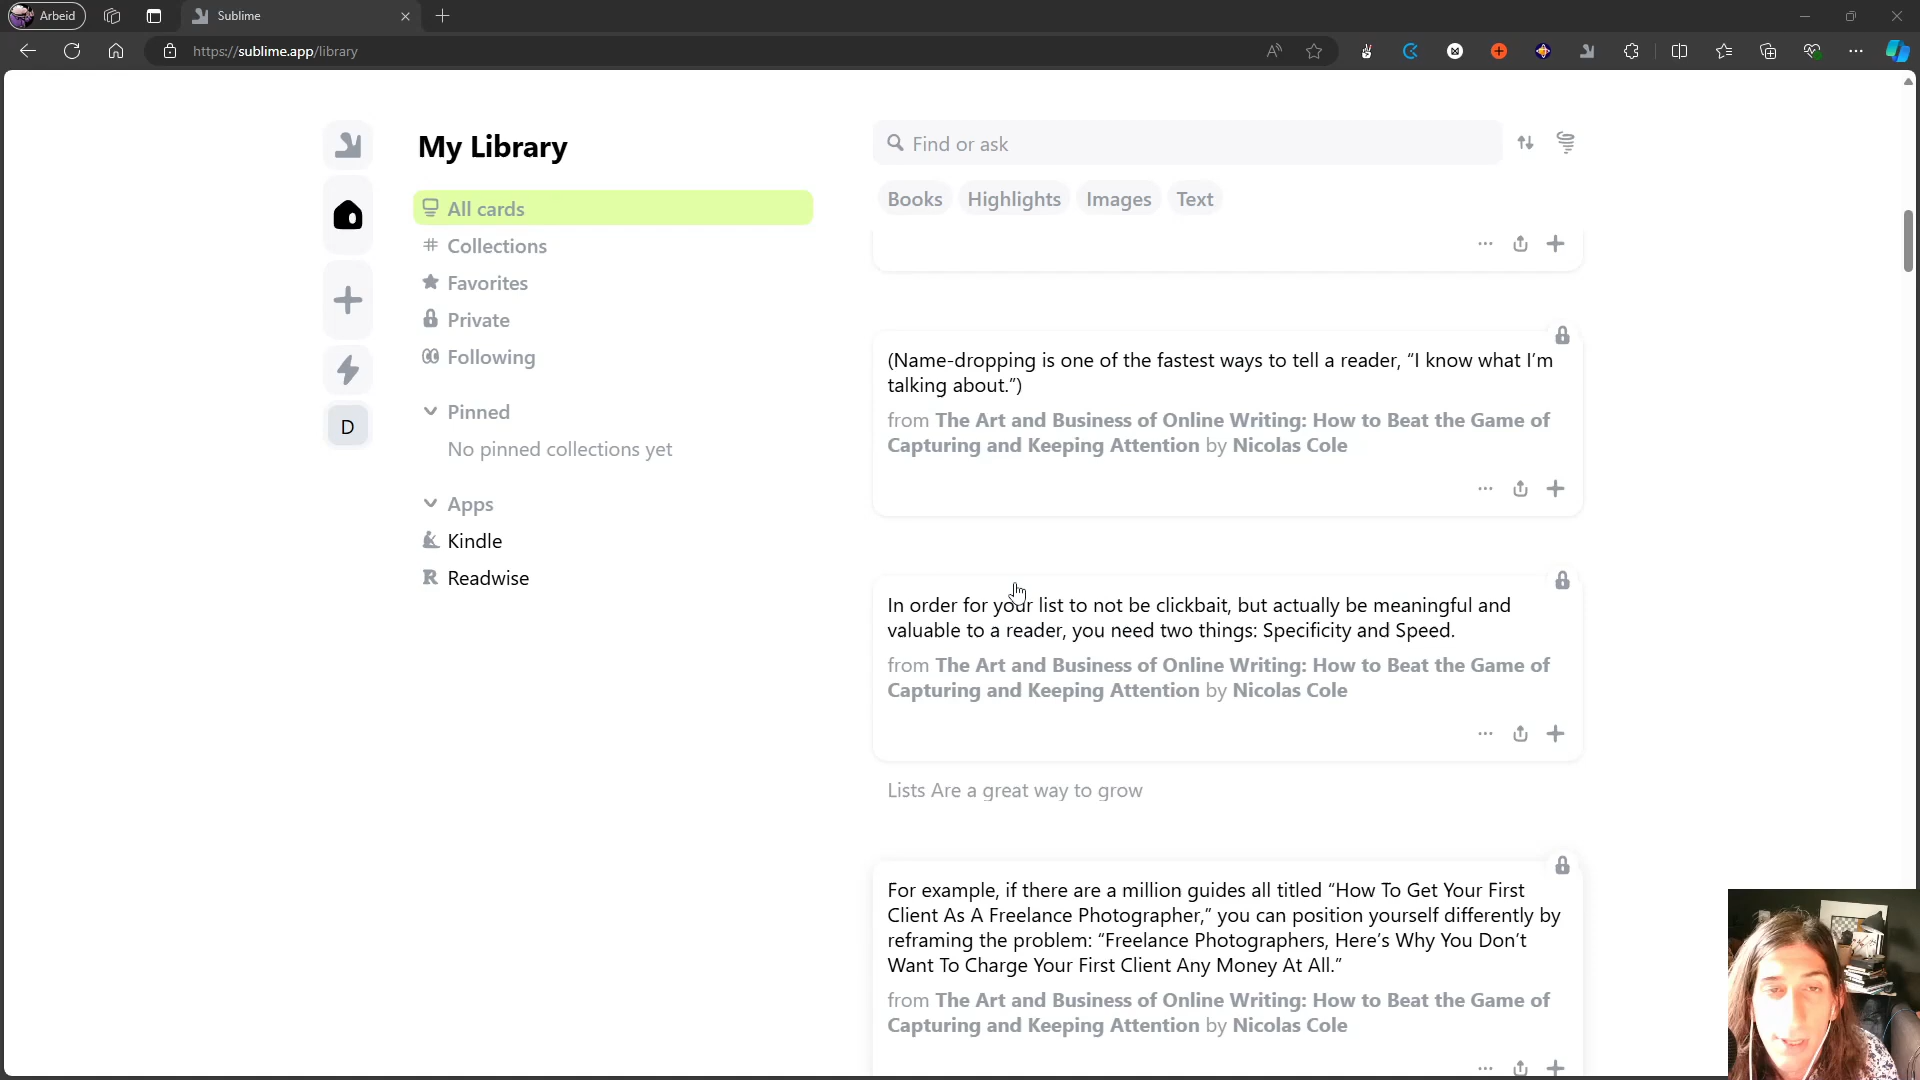 Arbeid
Sublime
https://sublime.app/library
My Library
All cards
Collections
Favorites
Private
Following
Pinned
No pinned collections yet
Apps
Kindle
Readwise
D
Find or ask
Books
Highlights
Images
Text
(Name-dropping is one of the fastest ways to tell a reader, “I know what I’m
talking about.”)
from The Art and Business of Online Writing: How to Beat the Game of
Capturing and Keeping Attention by Nicolas Cole
In order for your list to not be clickbait, but actually be meaningful and
valuable to a reader, you need two things: Specificity and Speed.
from The Art and Business of Online Writing: How to Beat the Game of
Capturing and Keeping Attention by Nicolas Cole
Lists Are a great way to grow
For example, if there are a million guides all titled “How To Get Your First
Client As A Freelance Photographer,” you can position yourself differently by
reframing the problem: “Freelance Photographers, Here’s Why You Don’t
Want To Charge Your First Client Any Money At All.”
from The Art and Business of Online Writing: How to Beat the Game of
Capturing and Keeping Attention by Nicolas Cole